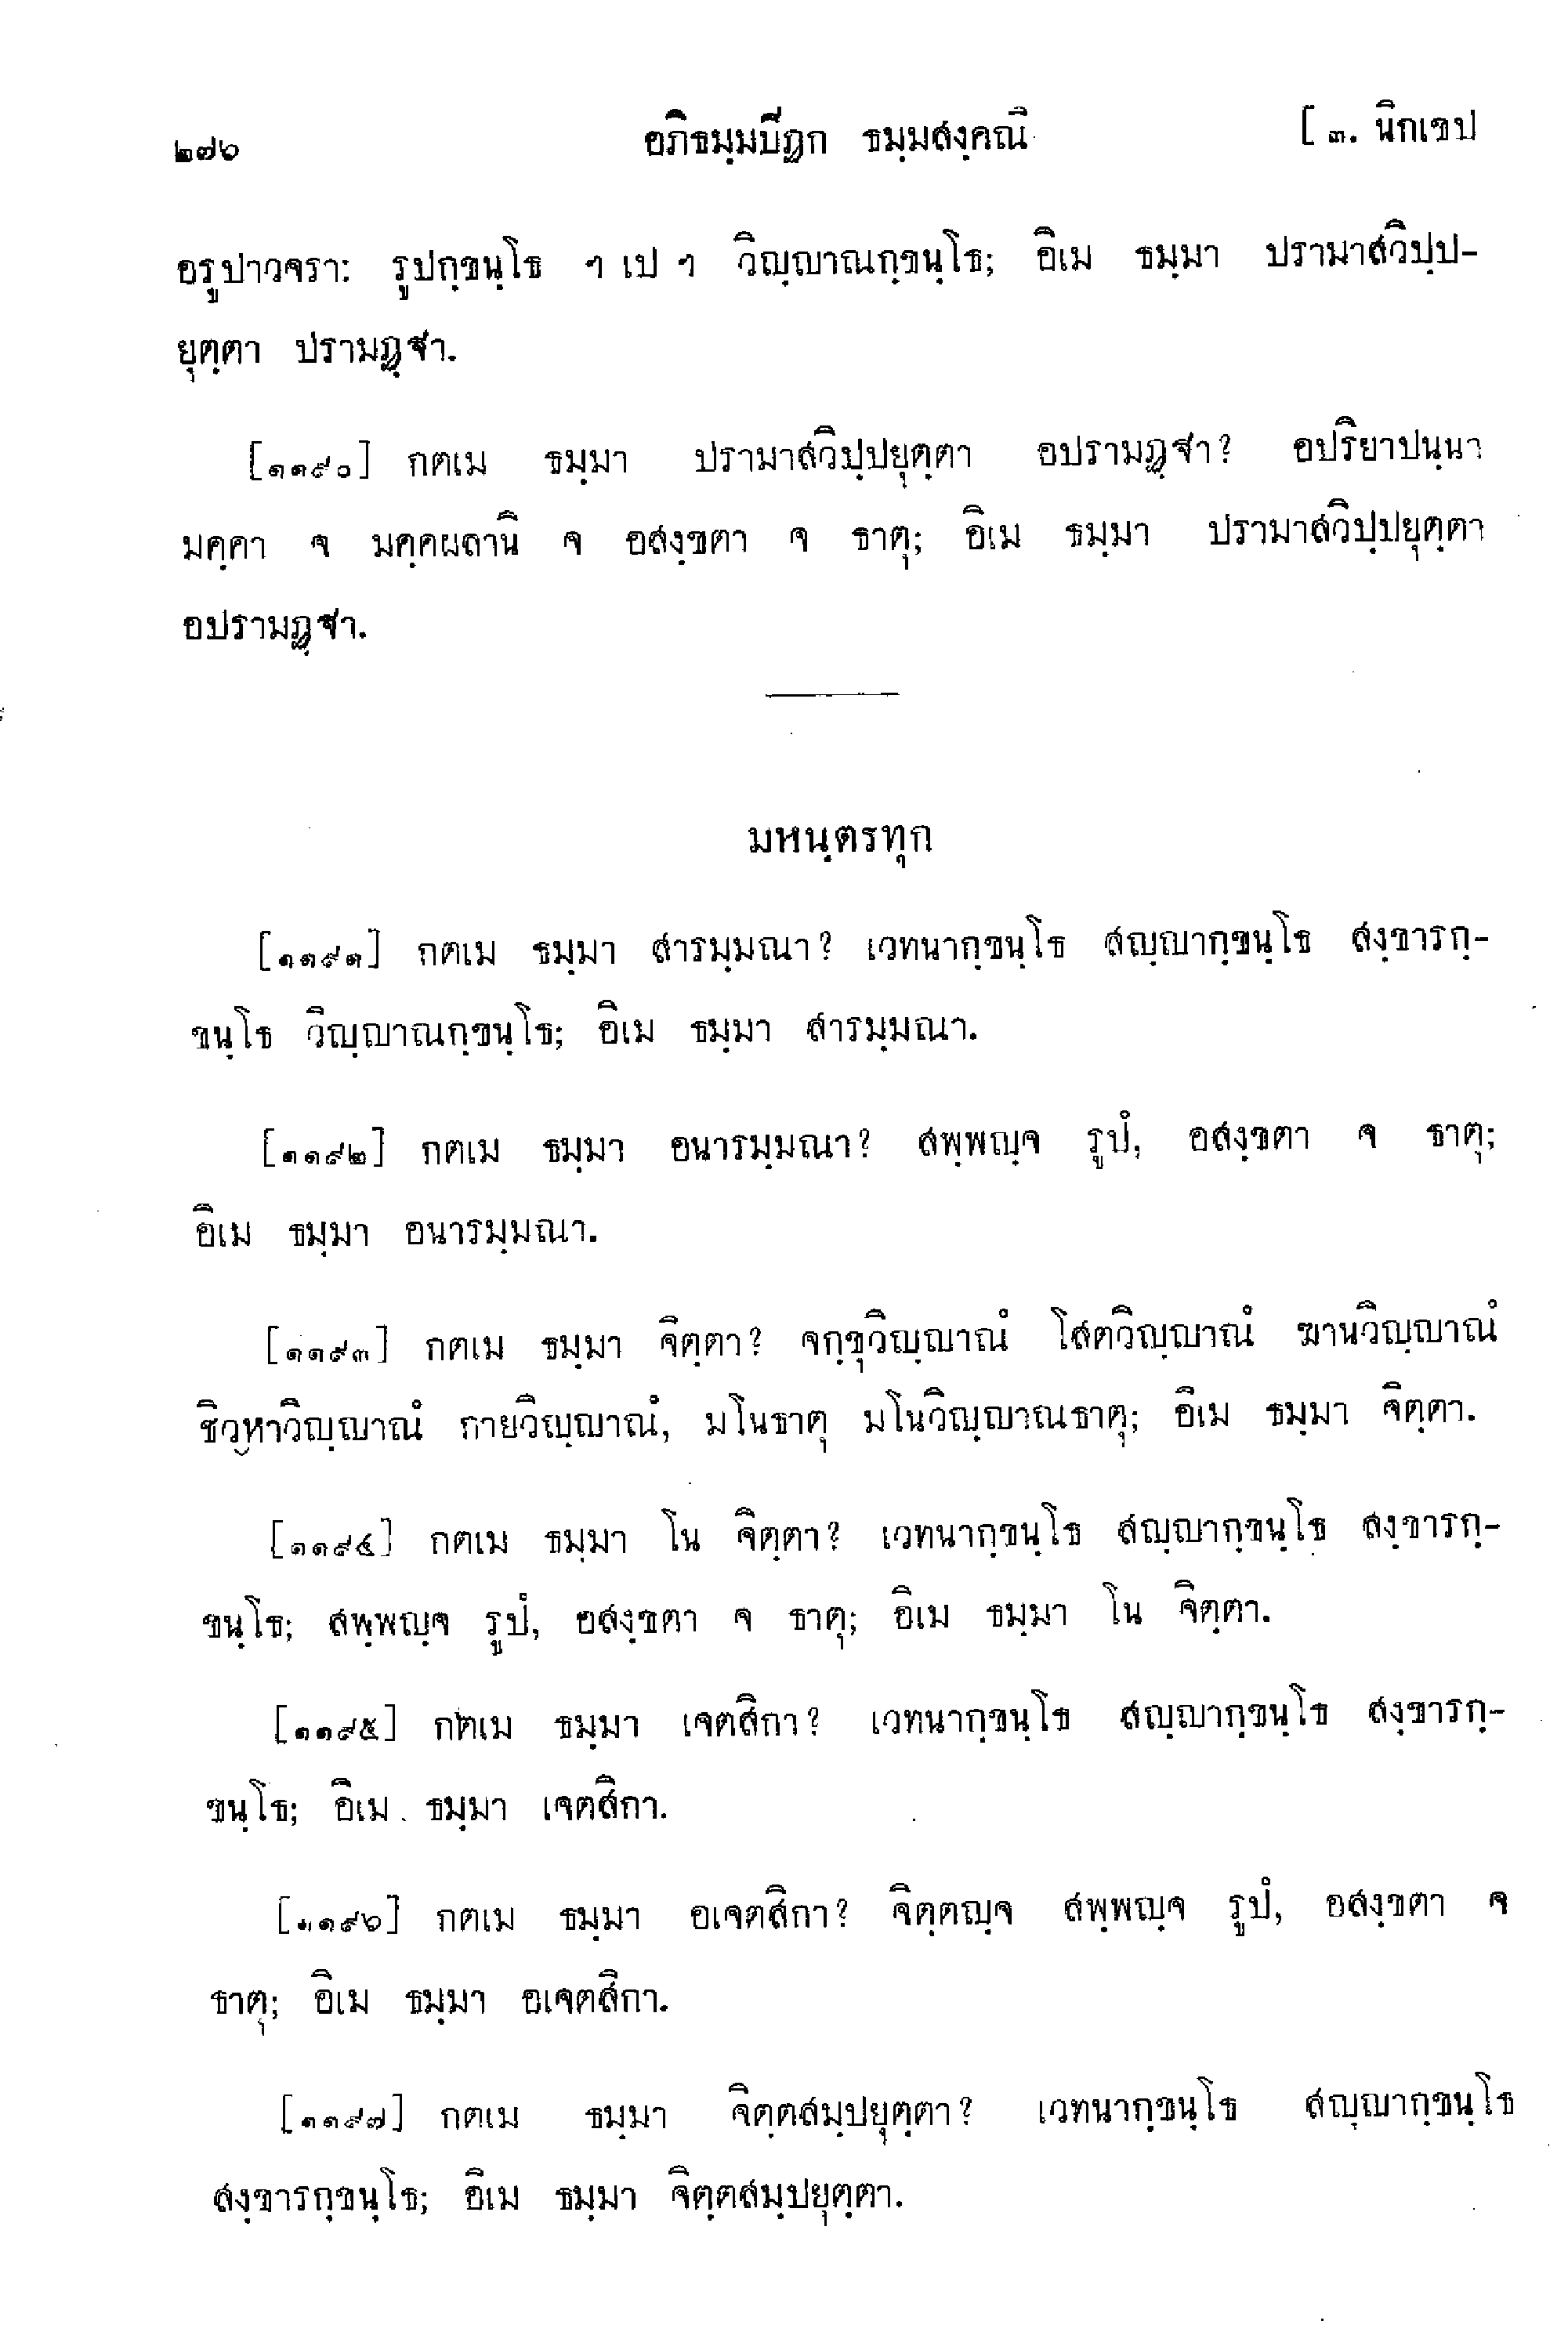 ๒๗๖ อภิธมฺมปิฏก ธมฺมสงฺคณิ [ ๓. นิกเขป
อรูปาวจรา: รูปกฺขนฺโธ ฯ เป ฯ วิญฺญาณกฺขนฺโธ; อิเม ธมฺมา ปรามาสวิปฺป-
ยุตฺตา ปรามฏฺฐา.
[๑๑๙๐] กตเม ธมฺมา ปรามาสวิปฺปยุตฺตา อปรามฏฺฐา? อปริยาปนฺนา
มคฺคา จ มคฺคผลานิ จ อสงฺขตา จ ธาตุ; อิเม ธมฺมา ปรามาสวิปฺปยุตฺตา
อปรามฏฺฐา.
มหนฺตรทุก
[๑๑๙๑] กตเม ธมฺมา สารมฺมณา? เวทนากฺขนฺโธ สญฺญากฺขนฺโธ สงฺขารกฺ-
ขนฺโธ วิญฺญาณกฺขนฺโธ; อิเม ธมฺมา สารมฺมณา.
[๑๑๙๒] กตเม ธมฺมา อนารมฺมณา? สพฺพญฺจ รูปํ, อสงฺขตา จ ธาตุ;
อิเม ธมฺมา อนารมฺมณา.
[๑๑๙๓] กตเม ธมฺมา จิตฺตา? จกฺขุวิญฺญาณํ โสตวิญฺญาณํ ฆานวิญฺญาณํ
ชิวฺหาวิญฺญาณํ กายวิญฺญาณํ, มโนธาตุ มโนวิญฺญาณธาตุ; อิเม ธมฺมา จิตฺตา.
[๑๑๙๔] กตเม ธมฺมา โน จิตฺตา? เวทนากฺขนฺโธ สญฺญากฺขนฺโธ สงฺขารกฺ-
ขนฺโธ; สพฺพญฺจ รูปํ, อสงฺขตา จ ธาตุ; อิเม ธมฺมา โน จิตฺตา.
[๑๑๙๕] กตเม ธมฺมา เจตสิกา? เวทนากฺขนฺโธ สญฺญากฺขนฺโธ สงฺขารกฺ-
ขนฺโธ; อิเม ธมฺมา เจตสิกา.
[๑๑๙๖] กตเม ธมฺมา อเจตสิกา? จิตฺตญฺจ สพฺพญฺจ รูปํ, อสงฺขตา จ
ธาตุ; อิเม ธมฺมา อเจตสิกา.
[๑๑๙๗] กตเม ธมฺมา จิตฺตสมฺปยุตฺตา? เวทนากฺขนฺโธ สญฺญากฺขนฺโธ
สงฺขารกฺขนฺโธ; อิเม ธมฺมา จิตฺตสมฺปยุตฺตา.